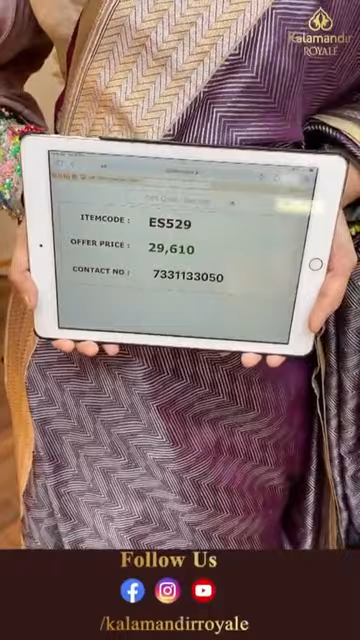 Kalamandir
ROYALE
ITEMCODE : ES529
OFFER PRICE : 29,610
CONTACT NO : 7331133050
Follow Us
/kalamandirroyale